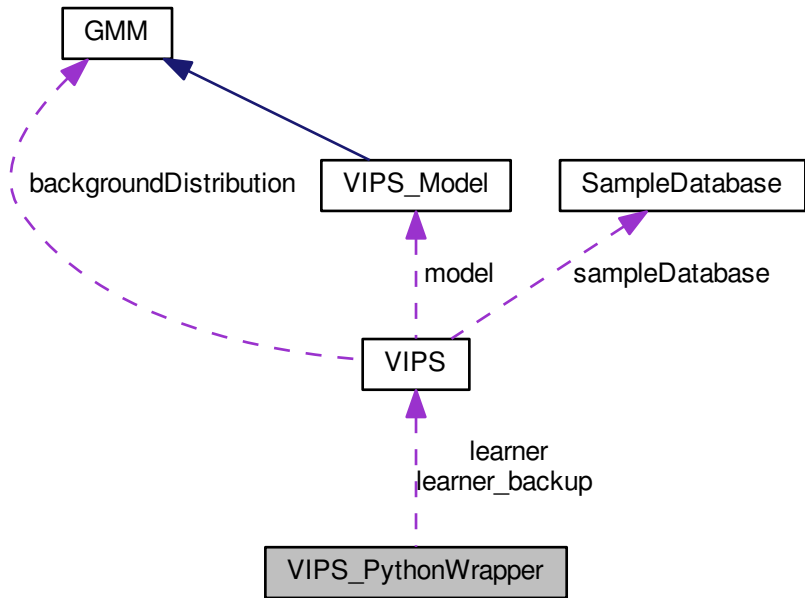 GMM
backgroundDistribution
VIPS_Model
SampleDatabase
model
sampleDatabase
VIPS
learner
learner_backup
VIPS_PythonWrapper